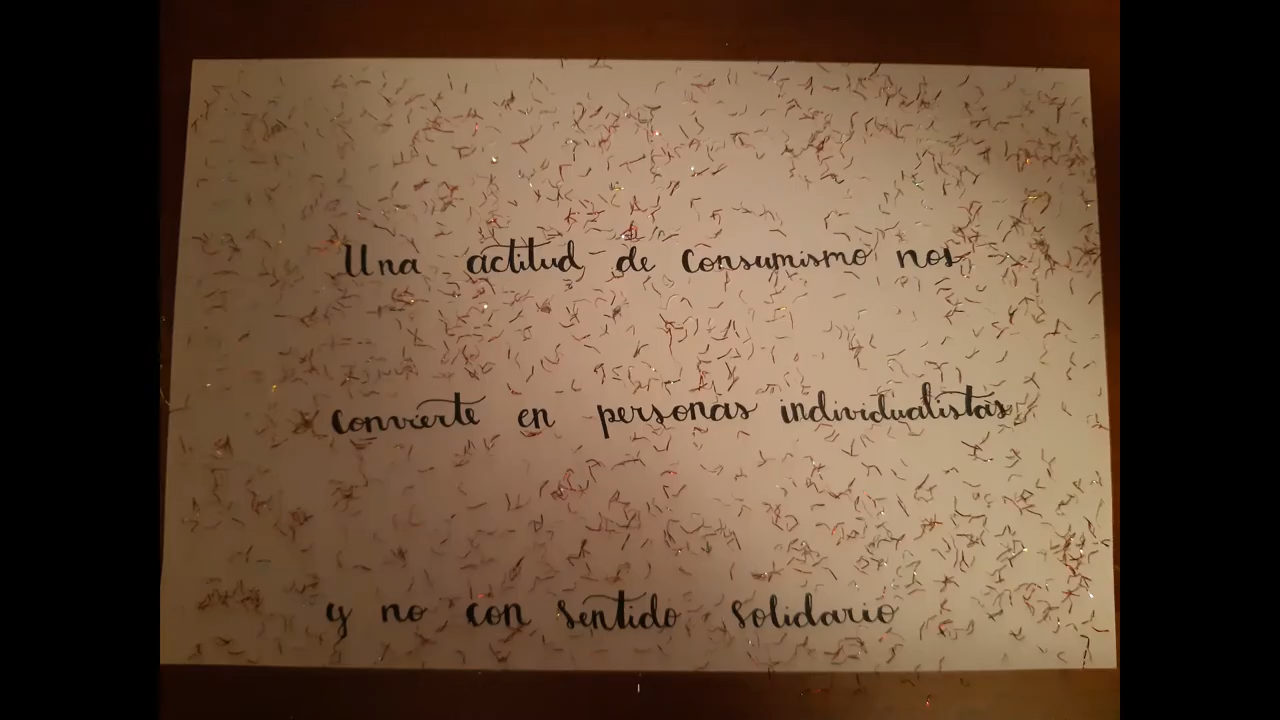 Una actitud de consumismo nos
convierte en personas individualistas
y no con sentido solidario